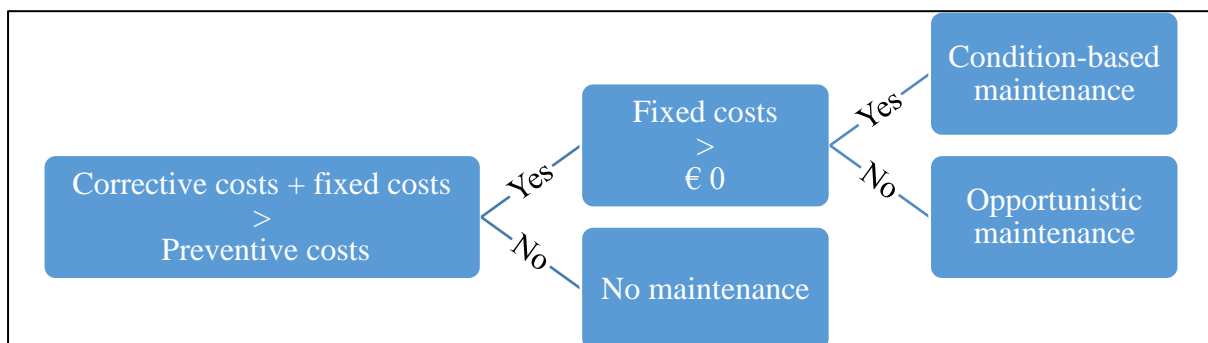 Corrective costs + fixed costs
>
Preventive costs
Yes
No
Fixed costs
>
€ 0
No maintenance
Yes
No
Condition-based
maintenance
Opportunistic
maintenance